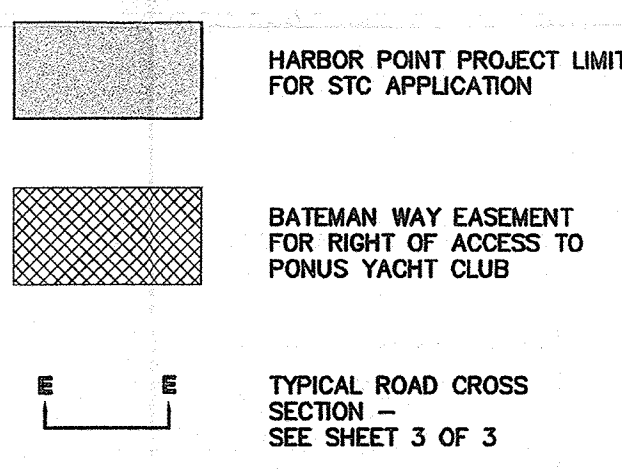 HARBOR POINT PROJECT LIMIT
FOR STC APPLICATION
BATEMAN WAY EASEMENT
FOR RIGHT OF ACCESS TO
PONUS YACHT CLUB
E E
TYPICAL ROAD CROSS
SECTION –
SEE SHEET 3 OF 3